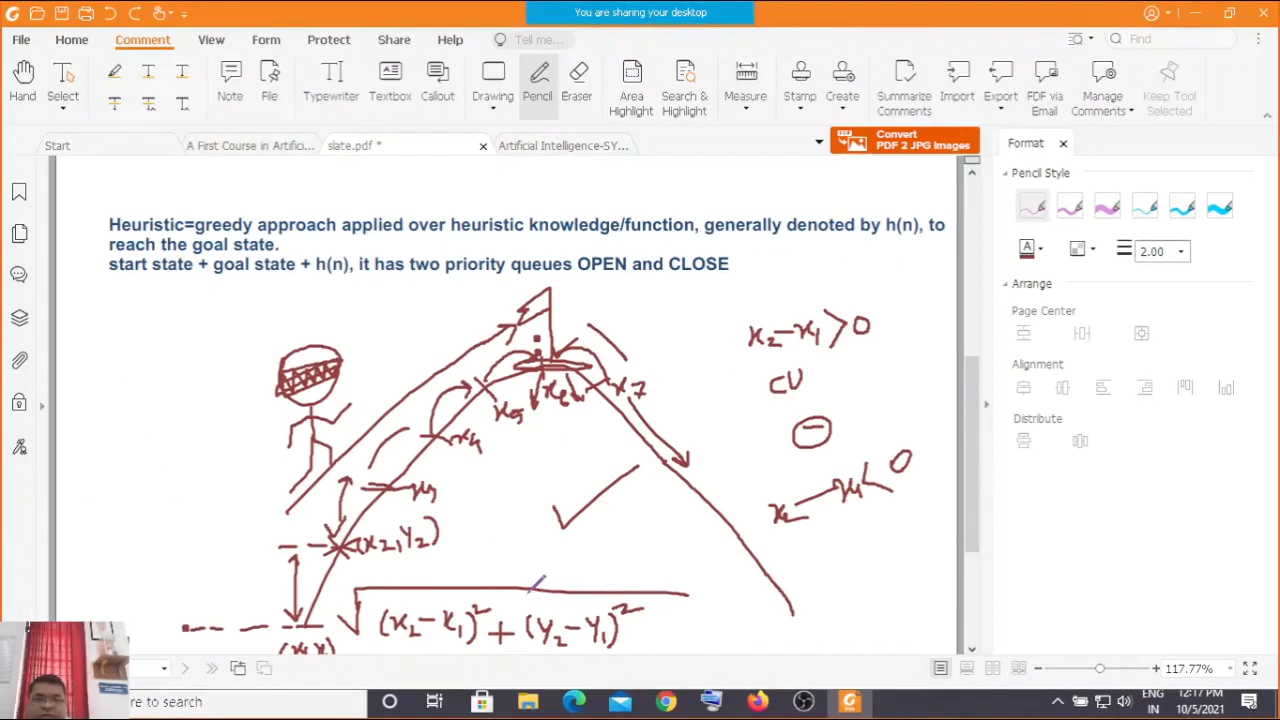 You are sharing your desktop
File Home Comment View Form Protect Share Help Tell me... Find
Hand Select Note File Typewriter Textbox Callout Drawing Pencil Eraser Area Highlight Search & Highlight Measure Stamp Create Summarize Comments Import Export PDF via Email Manage Comments Keep Tool Selected
Start A First Course in Artifici... slate.pdf * Artificial Intelligence-SY... Convert PDF 2 JPG Images
Format
Pencil Style
2.00
Arrange
Page Center
Alignment
Distribute
Heuristic=greedy approach applied over heuristic knowledge/function, generally denoted by h(n), to
reach the goal state.
start state + goal state + h(n), it has two priority queues OPEN and CLOSE
x2-x1>0
x6 x7
x5
x4
x3
(x2,y2)
√(x2-x1)²+(y2-y1)²
117.77%
re to search
ENG
IN
12:17 PM
10/5/2021